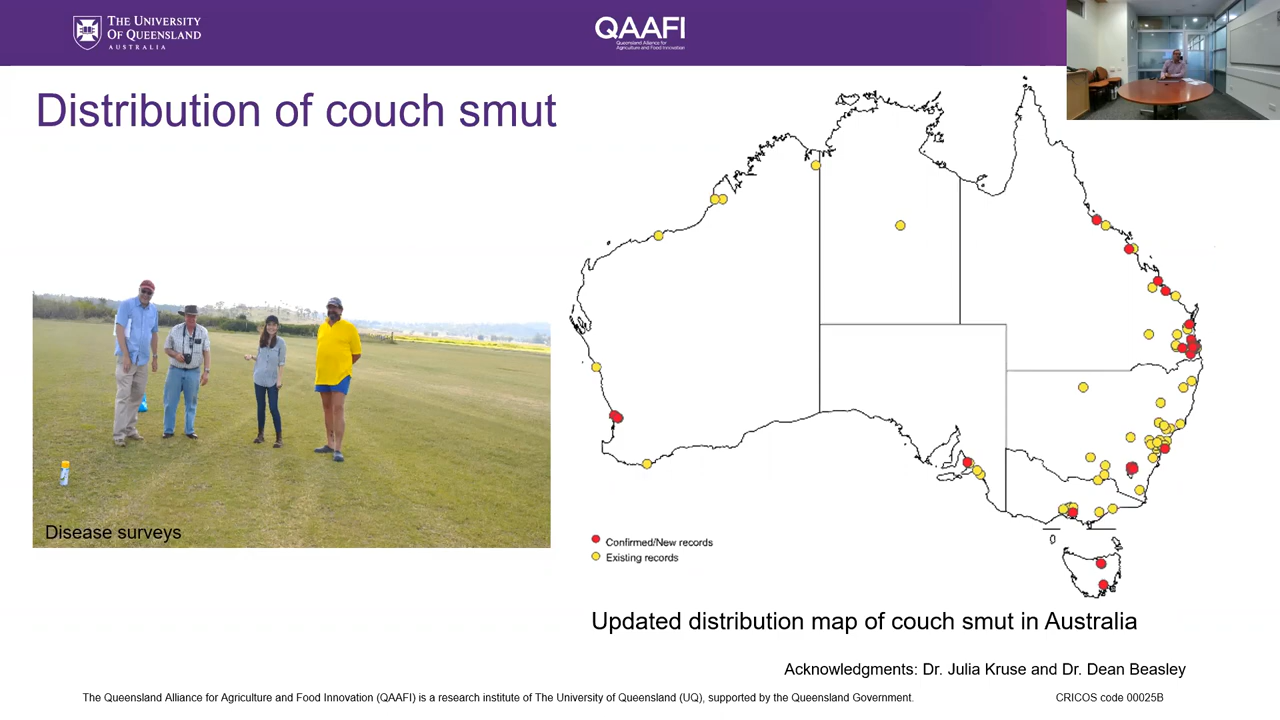 THE UNIVERSITY
OF QUEENSLAND
AUSTRALIA
QAAFI
Queensland Alliance for
Agriculture and Food Innovation
Distribution of couch smut
Disease surveys
Confirmed/New records
Existing records
Updated distribution map of couch smut in Australia
Acknowledgments: Dr. Julia Kruse and Dr. Dean Beasley
The Queensland Alliance for Agriculture and Food Innovation (QAAFI) is a research institute of The University of Queensland (UQ), supported by the Queensland Government.
CRICOS code 00025B